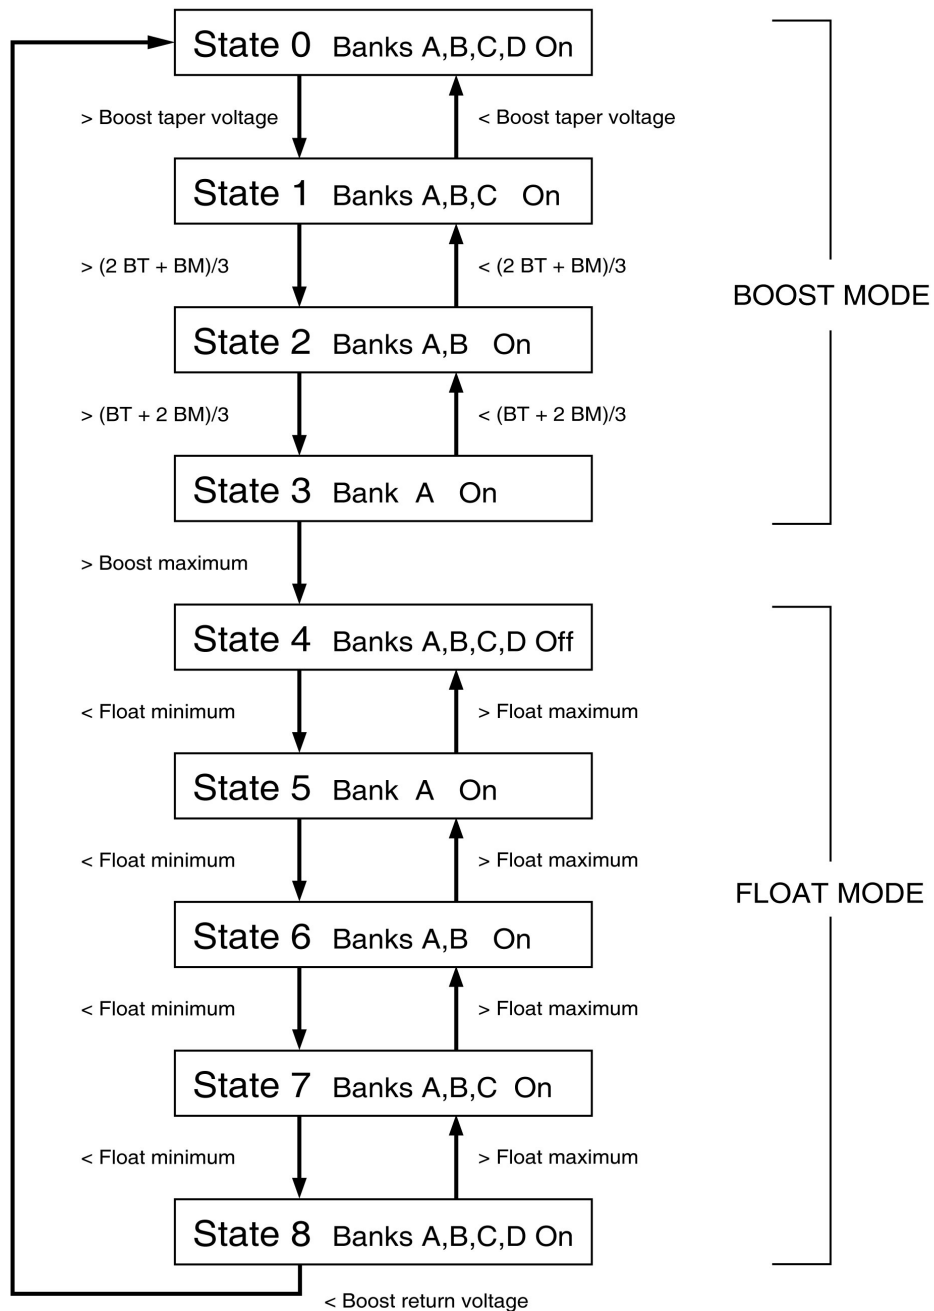 State 0 Banks A,B,C,D On
> Boost taper voltage < Boost taper voltage
State 1 Banks A,B,C On
> (2 BT + BM)/3 < (2 BT + BM)/3
BOOST MODE
State 2 Banks A,B On
> (BT + 2 BM)/3 < (BT + 2 BM)/3
State 3 Bank A On
> Boost maximum
State 4 Banks A,B,C,D Off
< Float minimum > Float maximum
State 5 Bank A On
< Float minimum > Float maximum
FLOAT MODE
State 6 Banks A,B On
< Float minimum > Float maximum
State 7 Banks A,B,C On
< Float minimum > Float maximum
State 8 Banks A,B,C,D On
< Boost return voltage